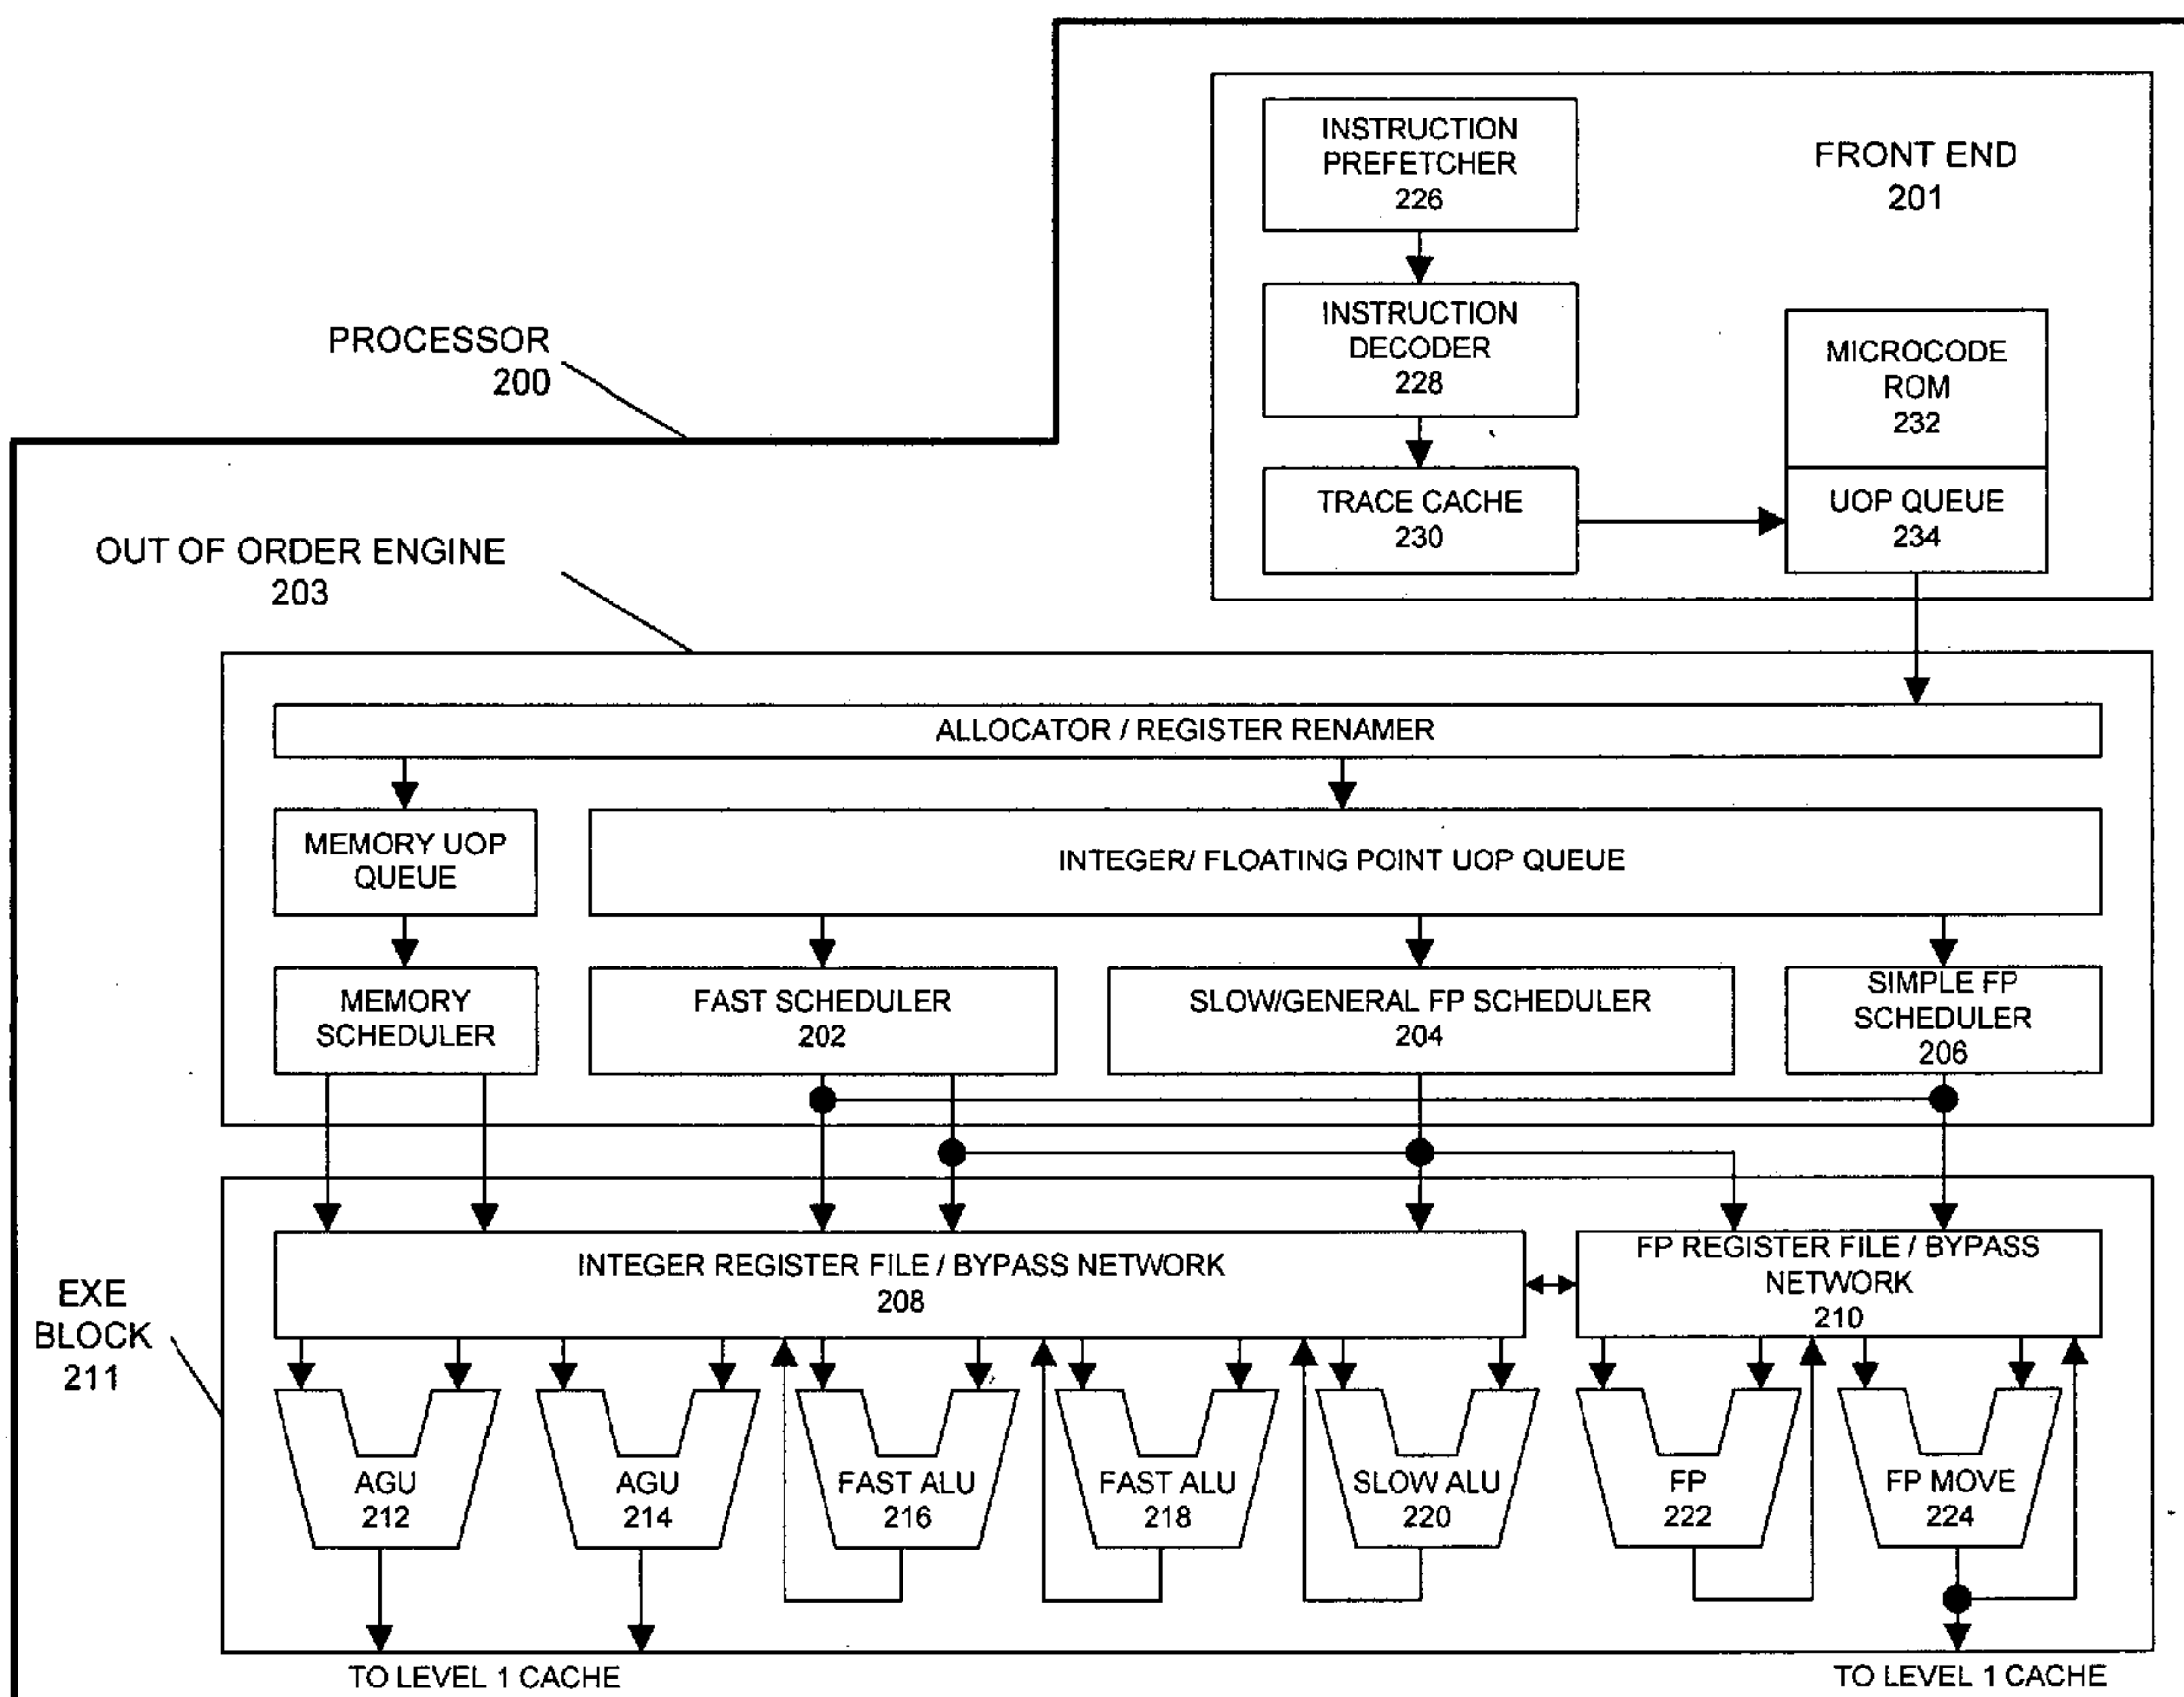 INSTRUCTION
PREFETCHER
226
FRONT END
201
INSTRUCTION
DECODER
228
MICROCODE
ROM
232
PROCESSOR
200
TRACE CACHE
230
UOP QUEUE
234
OUT OF ORDER ENGINE
203
ALLOCATOR / REGISTER RENAMER
MEMORY UOP
QUEUE
INTEGER/ FLOATING POINT UOP QUEUE
MEMORY
SCHEDULER
FAST SCHEDULER
202
SLOW/GENERAL FP SCHEDULER
204
SIMPLE FP
SCHEDULER
206
EXE
BLOCK
211
INTEGER REGISTER FILE / BYPASS NETWORK
208
FP REGISTER FILE / BYPASS
NETWORK
210
AGU
212
AGU
214
FAST ALU
216
FAST ALU
218
SLOW ALU
220
FP
222
FP MOVE
224
TO LEVEL 1 CACHE
TO LEVEL 1 CACHE